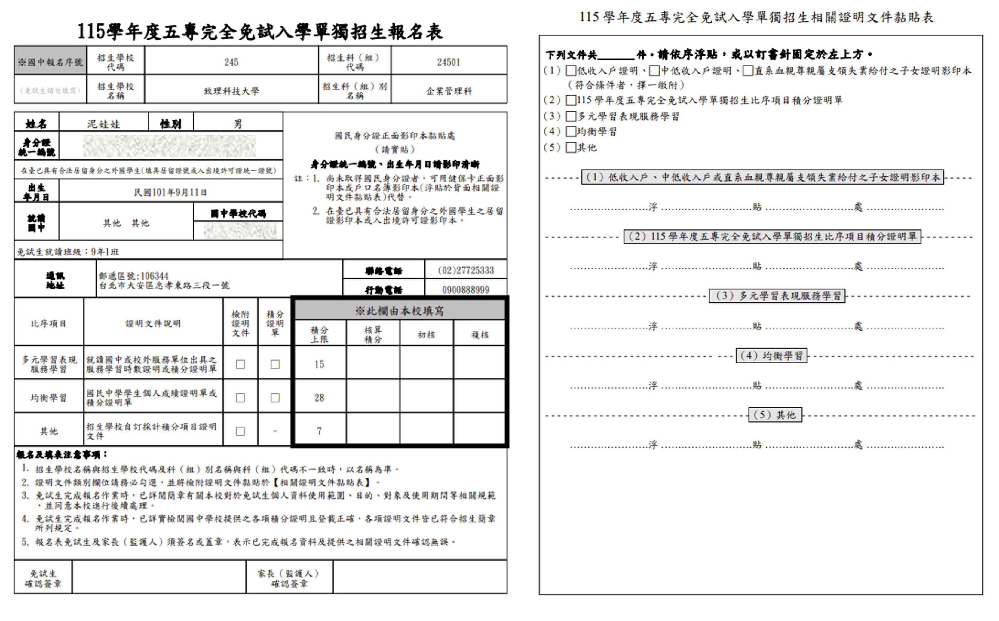 115學年度五專完全免試入學單獨招生報名表
※國中報名序號
招生學校
代碼
245
招生科（組）
代碼
24501
（免試生請勿填寫）
招生學校
名稱
致理科技大學
招生科（組）別
名稱
企業管理科
姓名
泥娃娃
性別
男
身分證
統一編號
在臺已具有合法居留身分之外國學生(填具居留證號或入出境許可證統一證號)
出生
年月日
民國101年9月11日
就讀
國中
其他 其他
國中學校代碼
免試生就讀班級：9年1班
國民身分證正面影印本黏貼處
（請實貼）
身分證統一編號、出生年月日請影印清晰
註：1. 尚未取得國民身分證者，可用健保卡正面影
印本或戶口名簿影印本(浮貼於背面相關證
明文件黏貼表)代替。
2. 在臺已具有合法居留身分之外國學生之居留
證影印本或入出境許可證影印本。
通訊
地址
郵遞區號:106344
台北市大安區忠孝東路三段一號
聯絡電話
(02)27725333
行動電話
0900888999
比序項目
證明文件說明
檢附
證明
文件
積分
證明
單
※此欄由本校填寫
積分
上限
核算
積分
初核
複核
多元學習表現
服務學習
就讀國中或校外服務單位出具之
服務學習時數證明或積分證明單
□
□
15
均衡學習
國民中學學生個人成績證明單或
積分證明單
□
□
28
其他
招生學校自訂採計積分項目證明
文件
□
-
7
報名及填表注意事項：
1. 招生學校名稱與招生學校代碼及科（組）別名稱與科（組）代碼不一致時，以名稱為準。
2. 證明文件類別欄位請務必勾選，並將檢附證明文件黏貼於【相關證明文件黏貼表】。
3. 免試生完成報名作業時，已詳閱簡章有關本校對於免試生個人資料使用範圍、目的、對象及使用期間等相關規範
，並同意本校進行後續處理。
4. 免試生完成報名作業時，已詳實檢閱國中學校提供之各項積分證明且登載正確，各項證明文件皆已符合招生簡章
所列規定。
5. 報名表免試生及家長（監護人）須簽名或蓋章，表示已完成報名資料及提供之相關證明文件確認無誤。
免試生
確認簽章
家長（監護人）
確認簽章
115 學年度五專完全免試入學單獨招生相關證明文件黏貼表
下列文件共______件。請依序浮貼，或以訂書針固定於左上方。
（1）□低收入戶證明、□中低收入戶證明、□直系血親尊親屬支領失業給付之子女證明影印本
（符合條件者，擇一繳附）
（2）□115 學年度五專完全免試入學單獨招生比序項目積分證明單
（3）□多元學習表現服務學習
（4）□均衡學習
（5）□其他
（1）低收入戶、中低收入戶或直系血親尊親屬支領失業給付之子女證明影印本
浮 貼 處
（2）115 學年度五專完全免試入學單獨招生比序項目積分證明單
浮 貼 處
（3）多元學習表現服務學習
浮 貼 處
（4）均衡學習
浮 貼 處
（5）其他
浮 貼 處